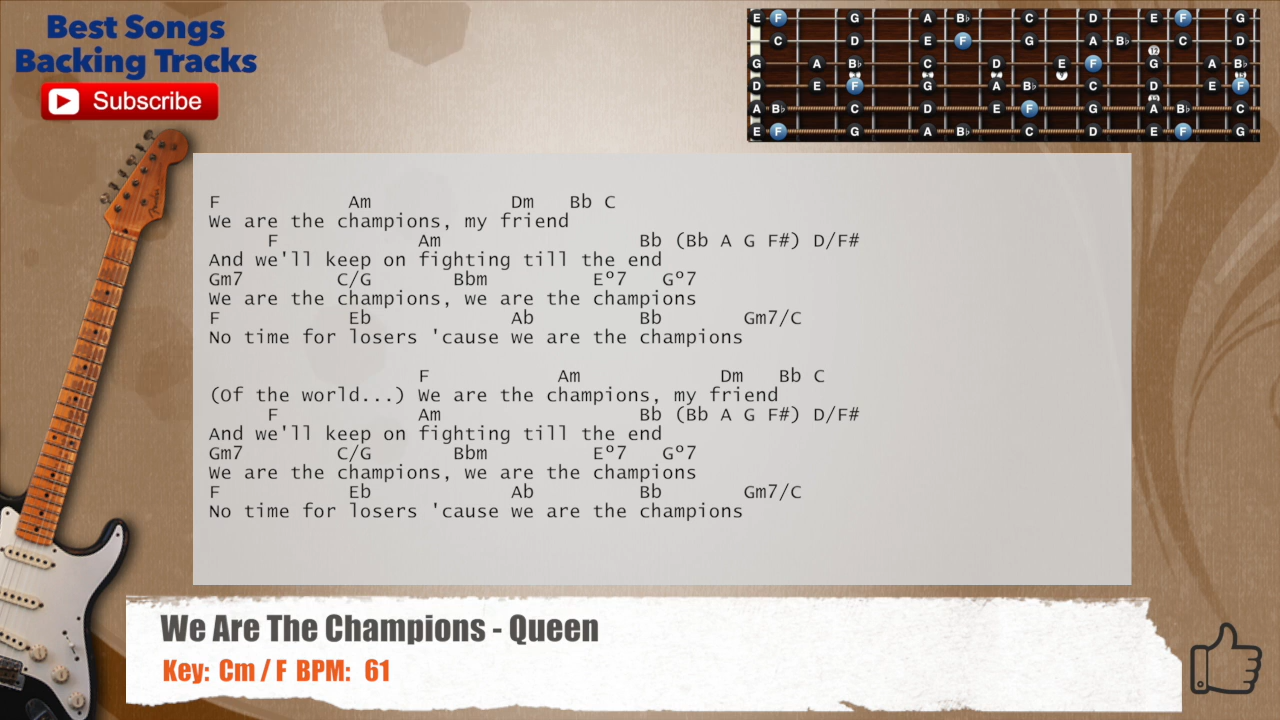 Best Songs
Backing Tracks
Subscribe
E F G A B♭ C D E F G
C D E F G A B♭ C D
G A B♭ C D E F G A B♭
D E F G A B♭ C D E F
A B♭ C D E F G A B♭ C
E F G A B♭ C D E F G
12
F Am Dm Bb C
We are the champions, my friend
F Am Bb (Bb A G F#) D/F#
And we'll keep on fighting till the end
Gm7 C/G Bbm Eº7 Gº7
We are the champions, we are the champions
F Eb Ab Bb Gm7/C
No time for losers 'cause we are the champions
F Am Dm Bb C
(Of the world...) We are the champions, my friend
F Am Bb (Bb A G F#) D/F#
And we'll keep on fighting till the end
Gm7 C/G Bbm Eº7 Gº7
We are the champions, we are the champions
F Eb Ab Bb Gm7/C
No time for losers 'cause we are the champions
We Are The Champions - Queen
Key: Cm / F BPM: 61